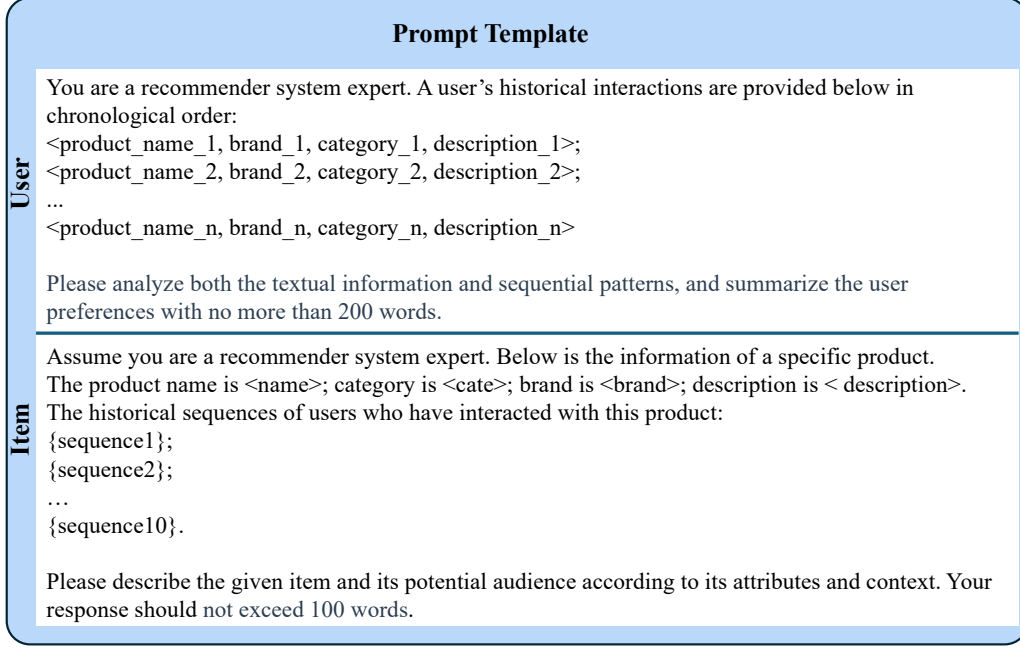 Prompt Template
User
You are a recommender system expert. A user’s historical interactions are provided below in
chronological order:
<product_name_1, brand_1, category_1, description_1>;
<product_name_2, brand_2, category_2, description_2>;
...
<product_name_n, brand_n, category_n, description_n>
Please analyze both the textual information and sequential patterns, and summarize the user
preferences with no more than 200 words.
Item
Assume you are a recommender system expert. Below is the information of a specific product.
The product name is <name>; category is <cate>; brand is <brand>; description is < description>.
The historical sequences of users who have interacted with this product:
{sequence1};
{sequence2};
…
{sequence10}.
Please describe the given item and its potential audience according to its attributes and context. Your
response should not exceed 100 words.